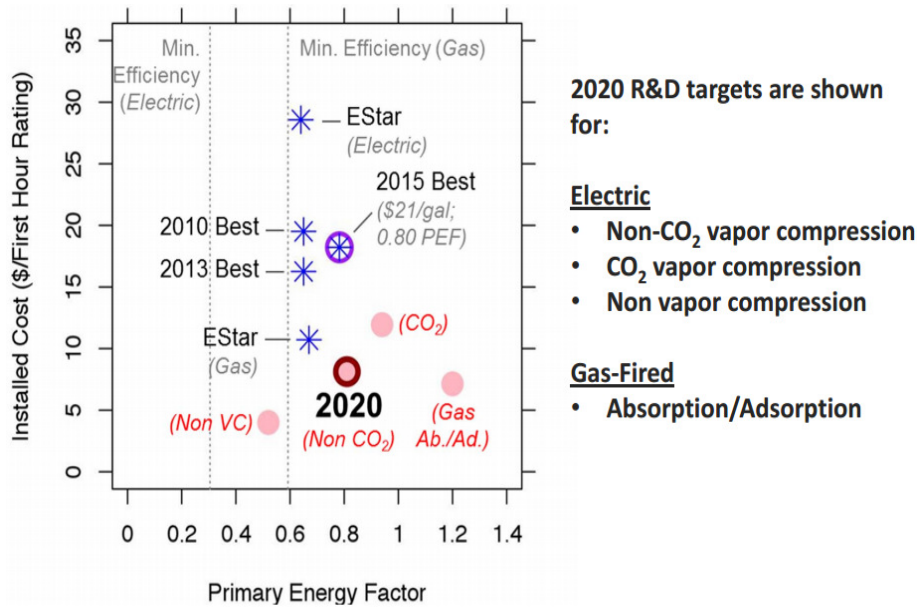 35
30
25
20
15
10
5
0
Installed Cost ($/First Hour Rating)
Min.
Efficiency
(Electric)
Min. Efficiency (Gas)
EStar
(Electric)
2015 Best
($21/gal;
0.80 PEF)
2010 Best
2013 Best
EStar
(Gas)
(CO₂)
2020
(Non VC)
(Non CO₂)
(Gas
Ab./Ad.)
0 0.2 0.4 0.6 0.8 1 1.2 1.4
Primary Energy Factor
2020 R&D targets are shown
for:
Electric
• Non-CO₂ vapor compression
• CO₂ vapor compression
• Non vapor compression
Gas-Fired
• Absorption/Adsorption